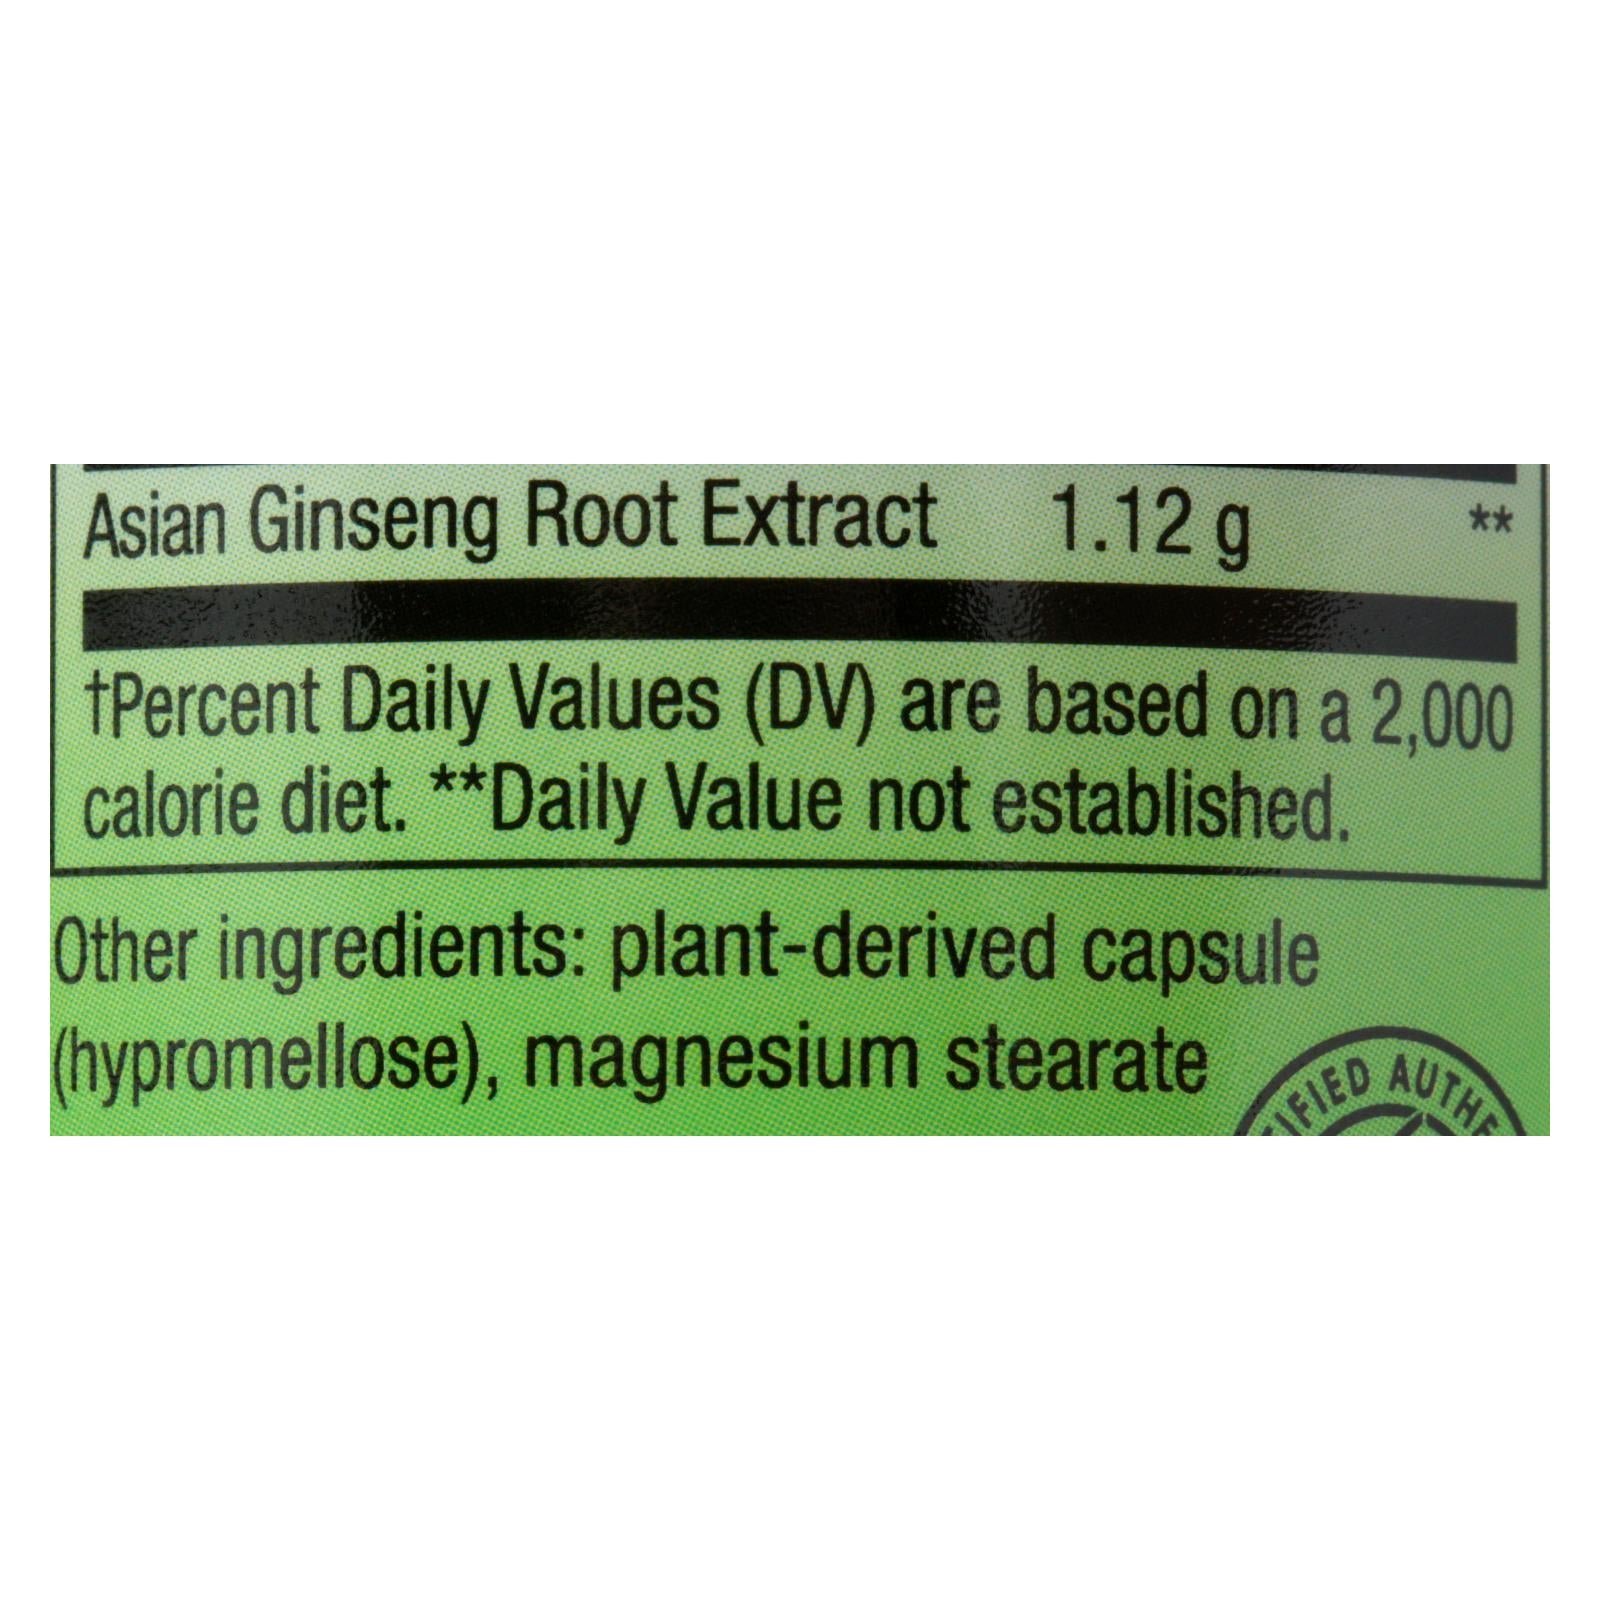 Asian Ginseng Root Extract 1.12 g **
†Percent Daily Values (DV) are based on a 2,000
calorie diet. **Daily Value not established.
Other ingredients: plant-derived capsule
(hypromellose), magnesium stearate